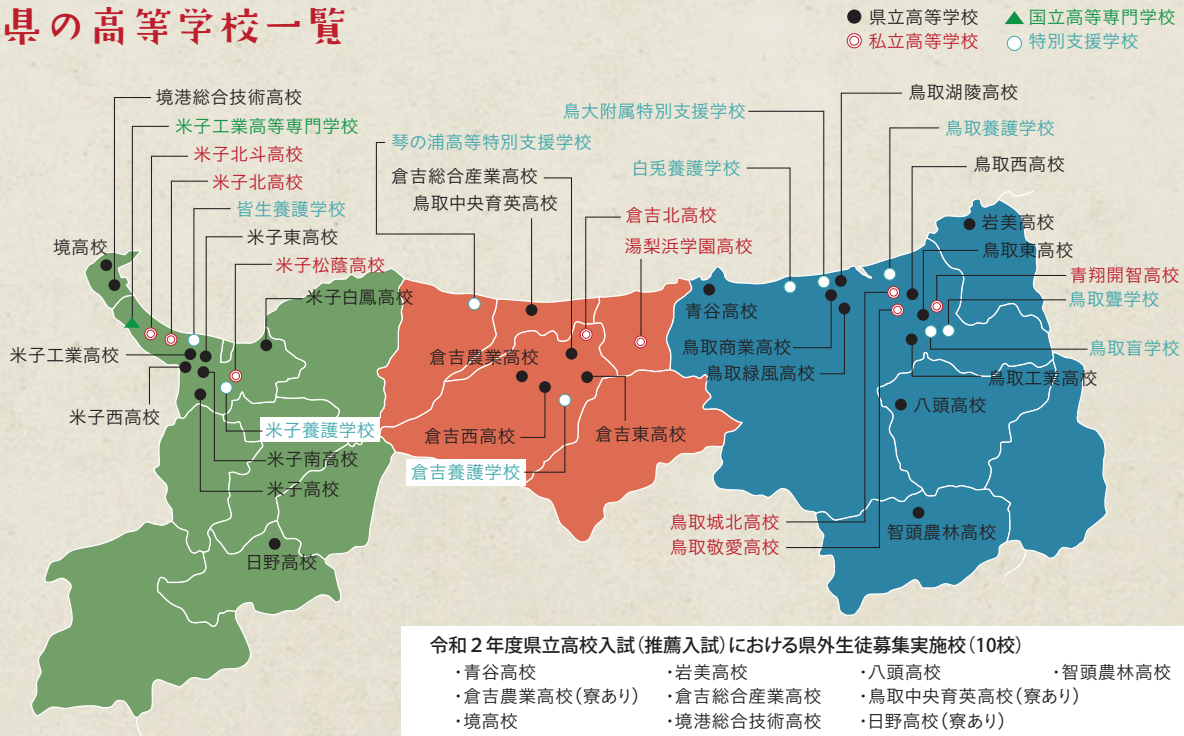 県の高等学校一覧
●県立高等学校 ▲国立高等専門学校
◎私立高等学校 ○特別支援学校
境港総合技術高校
米子工業高等専門学校
米子北斗高校
米子北高校
皆生養護学校
米子東高校
境高校
米子松蔭高校
米子白鳳高校
米子工業高校
米子西高校
米子養護学校
米子南高校
米子高校
日野高校
琴の浦高等特別支援学校
倉吉総合産業高校
鳥取中央育英高校
倉吉北高校
湯梨浜学園高校
倉吉農業高校
倉吉西高校
倉吉東高校
倉吉養護学校
鳥大附属特別支援学校
白兎養護学校
鳥取湖陵高校
鳥取養護学校
鳥取西高校
岩美高校
鳥取東高校
青翔開智高校
鳥取聾学校
青谷高校
鳥取商業高校
鳥取緑風高校
鳥取盲学校
鳥取工業高校
八頭高校
鳥取城北高校
鳥取敬愛高校
智頭農林高校
令和2年度県立高校入試(推薦入試)における県外生徒募集実施校(10校)
・青谷高校 ・岩美高校 ・八頭高校 ・智頭農林高校
・倉吉農業高校(寮あり) ・倉吉総合産業高校 ・鳥取中央育英高校(寮あり)
・境高校 ・境港総合技術高校 ・日野高校(寮あり)